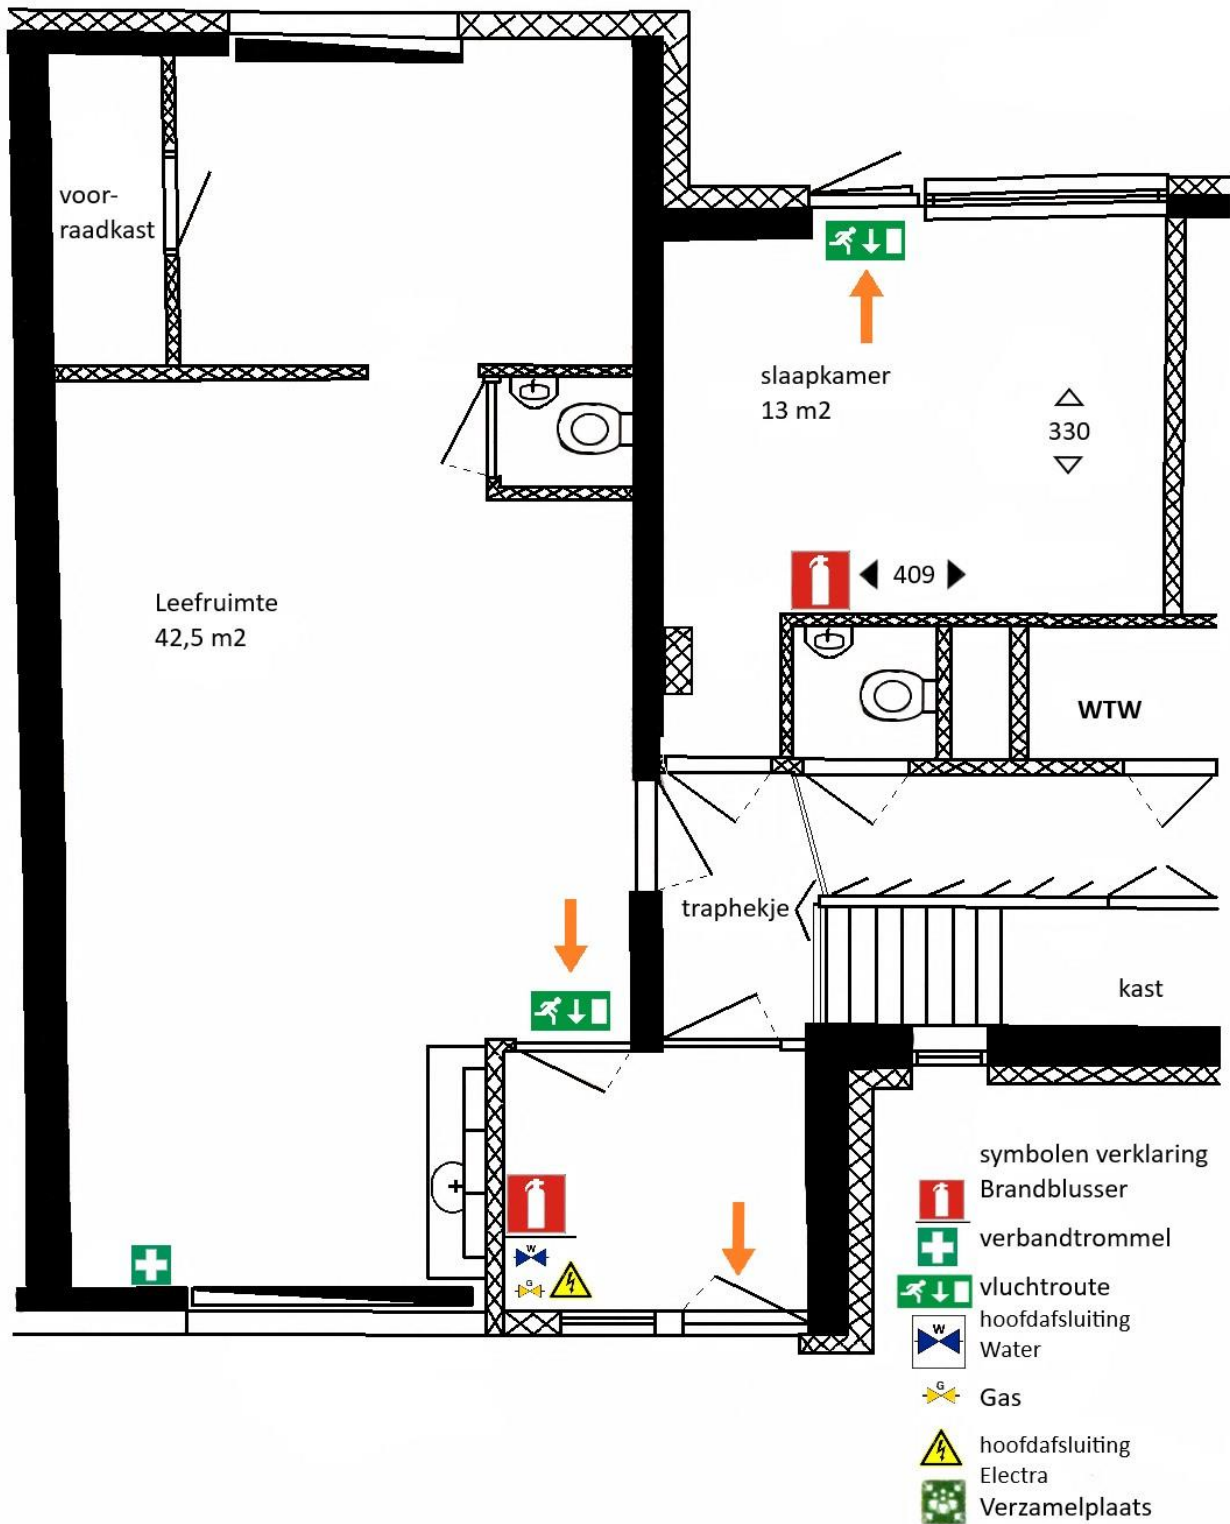 voor-
raadkast
slaapkamer
13 m2
330
409
Leefruimte
42,5 m2
WTW
traphekje
kast
W
G
symbolen verklaring
Brandblusser
verbandtrommel
vluchtroute
hoofdafsluiting
Water
W
G
Gas
hoofdafsluiting
Electra
Verzamelplaats